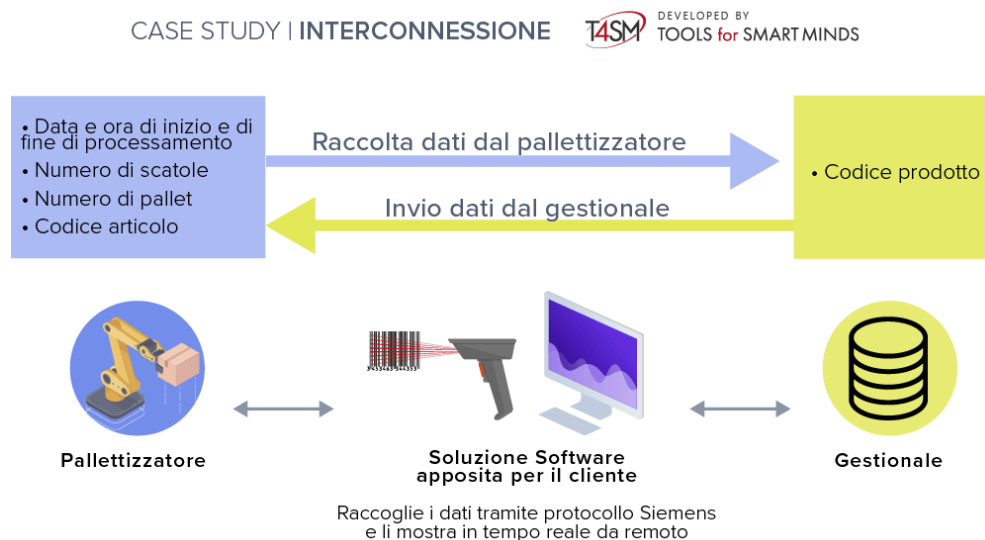 CASE STUDY | INTERCONNESSIONE
T4SM
DEVELOPED BY
TOOLS for SMART MINDS
• Data e ora di inizio e di
fine di processamento
• Numero di scatole
• Numero di pallet
• Codice articolo
Raccolta dati dal pallettizzatore
Invio dati dal gestionale
• Codice prodotto
3453463344353
Pallettizzatore
Soluzione Software
apposita per il cliente
Gestionale
Raccoglie i dati tramite protocollo Siemens
e li mostra in tempo reale da remoto